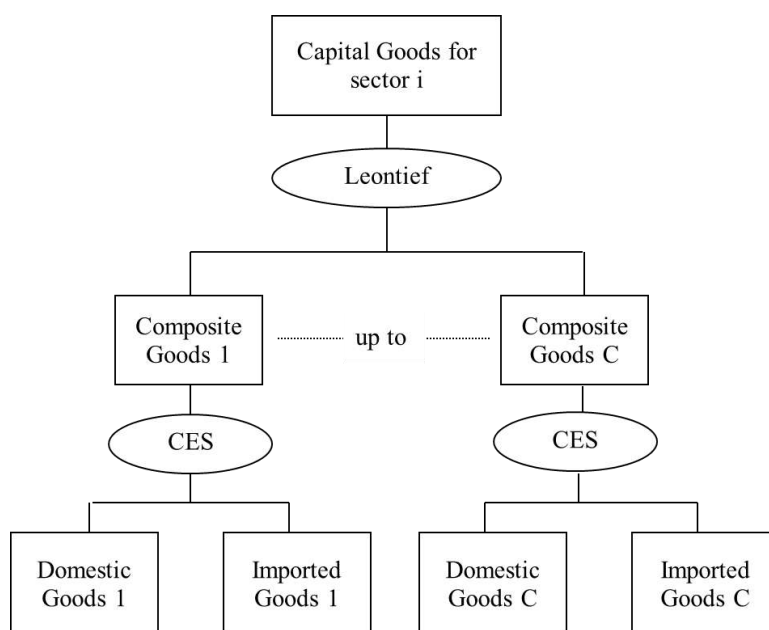 Capital Goods for
sector i
Leontief
Composite
Goods 1
up to
Composite
Goods C
CES
CES
Domestic
Goods 1
Imported
Goods 1
Domestic
Goods C
Imported
Goods C